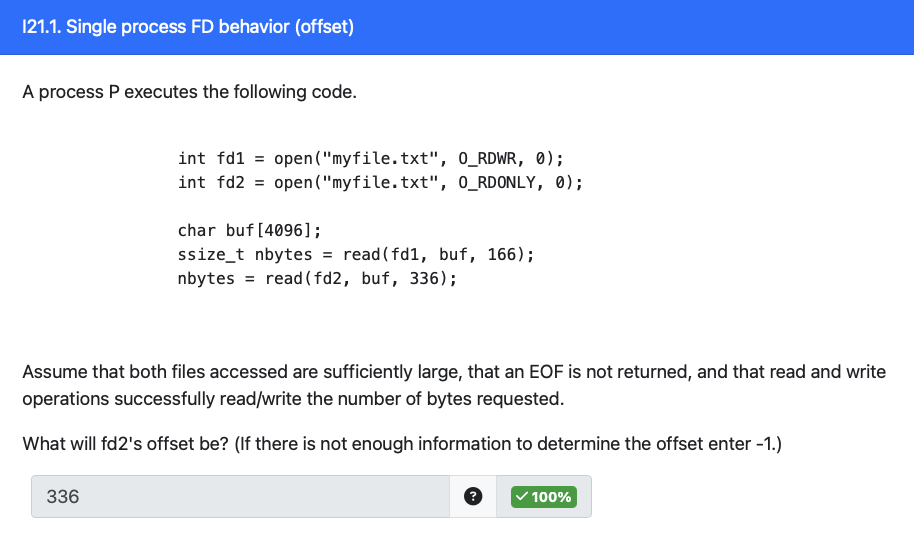 I21.1. Single process FD behavior (offset)
A process P executes the following code.
int fd1 = open("myfile.txt", O_RDWR, 0);
int fd2 = open("myfile.txt", O_RDONLY, 0);
char buf[4096];
ssize_t nbytes = read(fd1, buf, 166);
nbytes = read(fd2, buf, 336);
Assume that both files accessed are sufficiently large, that an EOF is not returned, and that read and write
operations successfully read/write the number of bytes requested.
What will fd2's offset be? (If there is not enough information to determine the offset enter -1.)
336 ? ✓ 100%